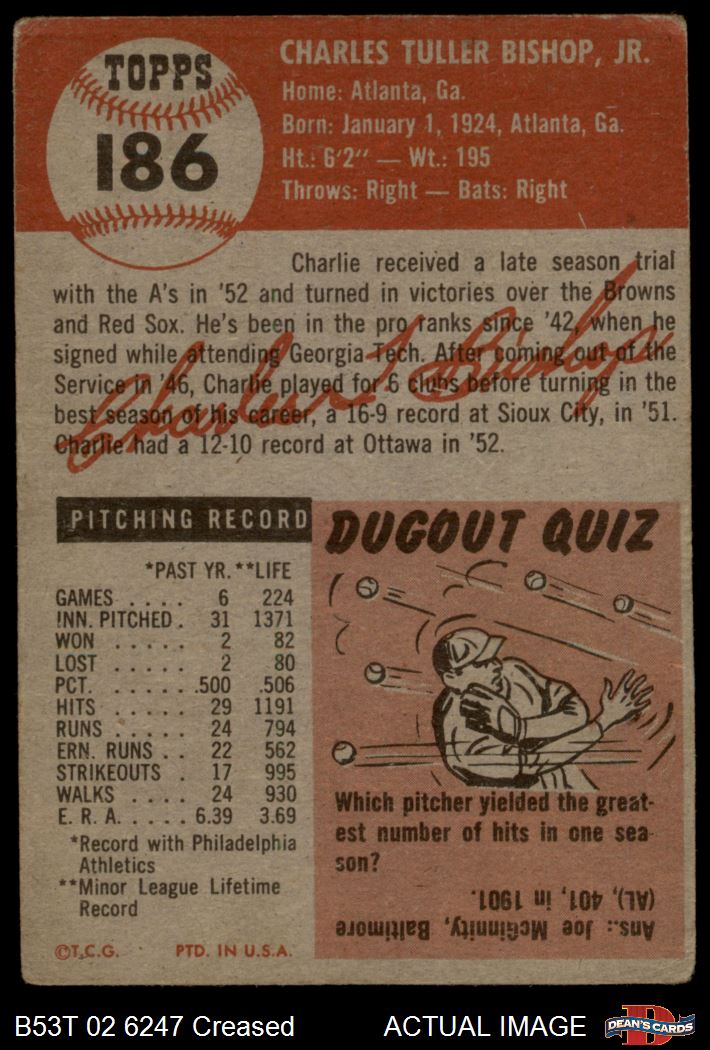 TOPPS
186
CHARLES TULLER BISHOP, JR.
Home: Atlanta, Ga.
Born: January 1, 1924, Atlanta, Ga.
Ht.: 6'2" — Wt.: 195
Throws: Right — Bats: Right
Charlie received a late season trial
with the A's in '52 and turned in victories over the Browns
and Red Sox. He's been in the pro ranks since '42, when he
signed while attending Georgia Tech. After coming out of the
Service in '46, Charlie played for 6 clubs before turning in the
best season of his career, a 16-9 record at Sioux City, in '51.
Charlie had a 12-10 record at Ottawa in '52.
Charles T. Bishop
PITCHING RECORD
*PAST YR. **LIFE
GAMES . . . . 6 224
INN. PITCHED . 31 1371
WON . . . . . 2 82
LOST . . . . . 2 80
PCT. . . . . . . .500 .506
HITS . . . . . 29 1191
RUNS . . . . . 24 794
ERN. RUNS . . 22 562
STRIKEOUTS . 17 995
WALKS . . . . 24 930
E. R. A. . . . . 6.39 3.69
*Record with Philadelphia
Athletics
**Minor League Lifetime
Record
©T.C.G. PTD. IN U.S.A.
DUGOUT QUIZ
Which pitcher yielded the great-
est number of hits in one sea-
son?
Ans.: Joe McGinnity, Baltimore
(AL), 401, in 1901.
B53T 02 6247 Creased ACTUAL IMAGE
DEAN'S CARDS